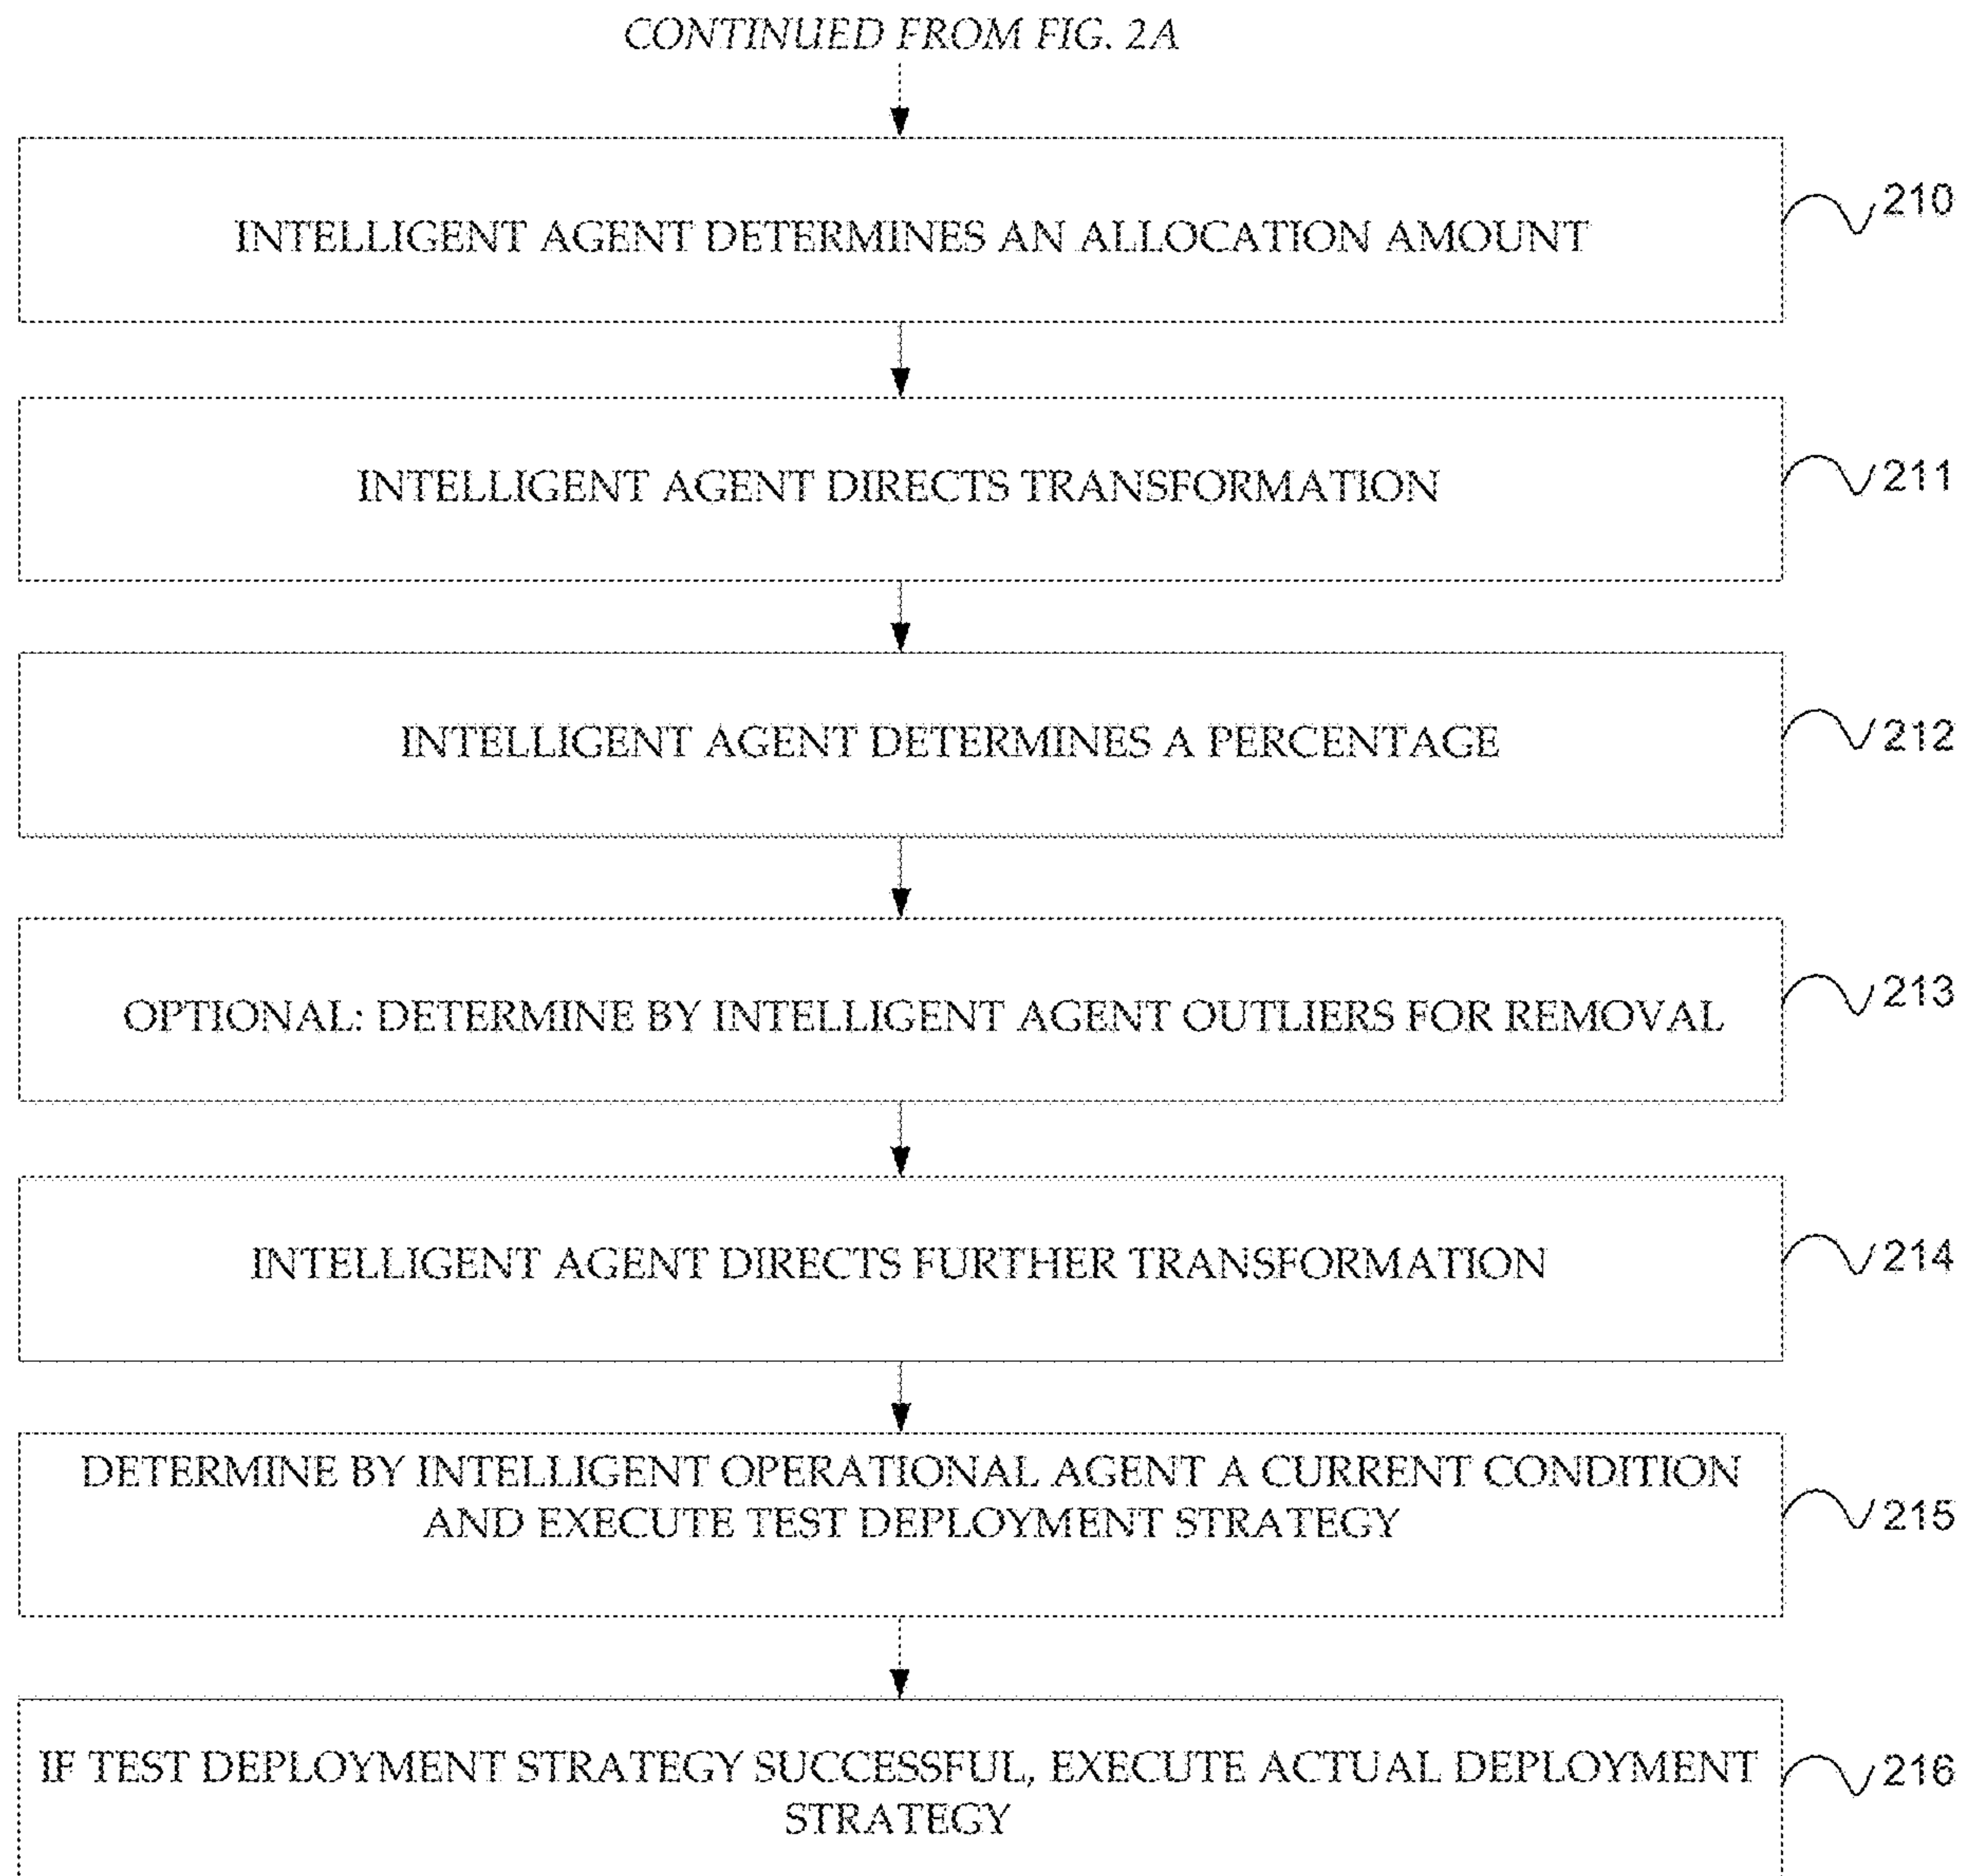 CONTINUED FROM FIG. 2A
INTELLIGENT AGENT DETERMINES AN ALLOCATION AMOUNT
210
INTELLIGENT AGENT DIRECTS TRANSFORMATION
211
INTELLIGENT AGENT DETERMINES A PERCENTAGE
212
OPTIONAL: DETERMINE BY INTELLIGENT AGENT OUTLIERS FOR REMOVAL
213
INTELLIGENT AGENT DIRECTS FURTHER TRANSFORMATION
214
DETERMINE BY INTELLIGENT OPERATIONAL AGENT A CURRENT CONDITION
AND EXECUTE TEST DEPLOYMENT STRATEGY
215
IF TEST DEPLOYMENT STRATEGY SUCCESSFUL, EXECUTE ACTUAL DEPLOYMENT
STRATEGY
216